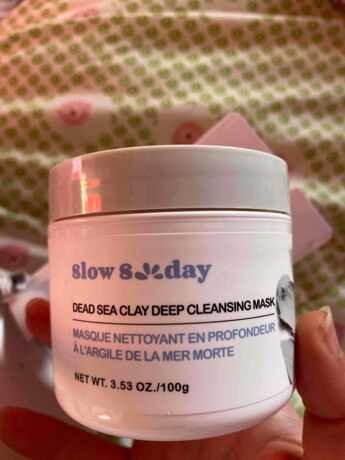 slow sunday
DEAD SEA CLAY DEEP CLEANSING MASK
MASQUE NETTOYANT EN PROFONDEUR
À L'ARGILE DE LA MER MORTE
NET WT. 3.53 OZ./100g